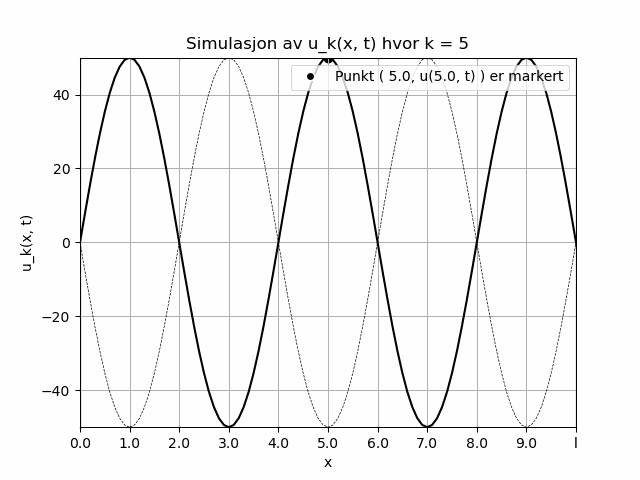 Simulasjon av u_k(x, t) hvor k = 5
Punkt ( 5.0, u(5.0, t) ) er markert
40
20
0
−20
−40
u_k(x, t)
0.0 1.0 2.0 3.0 4.0 5.0 6.0 7.0 8.0 9.0 l
x